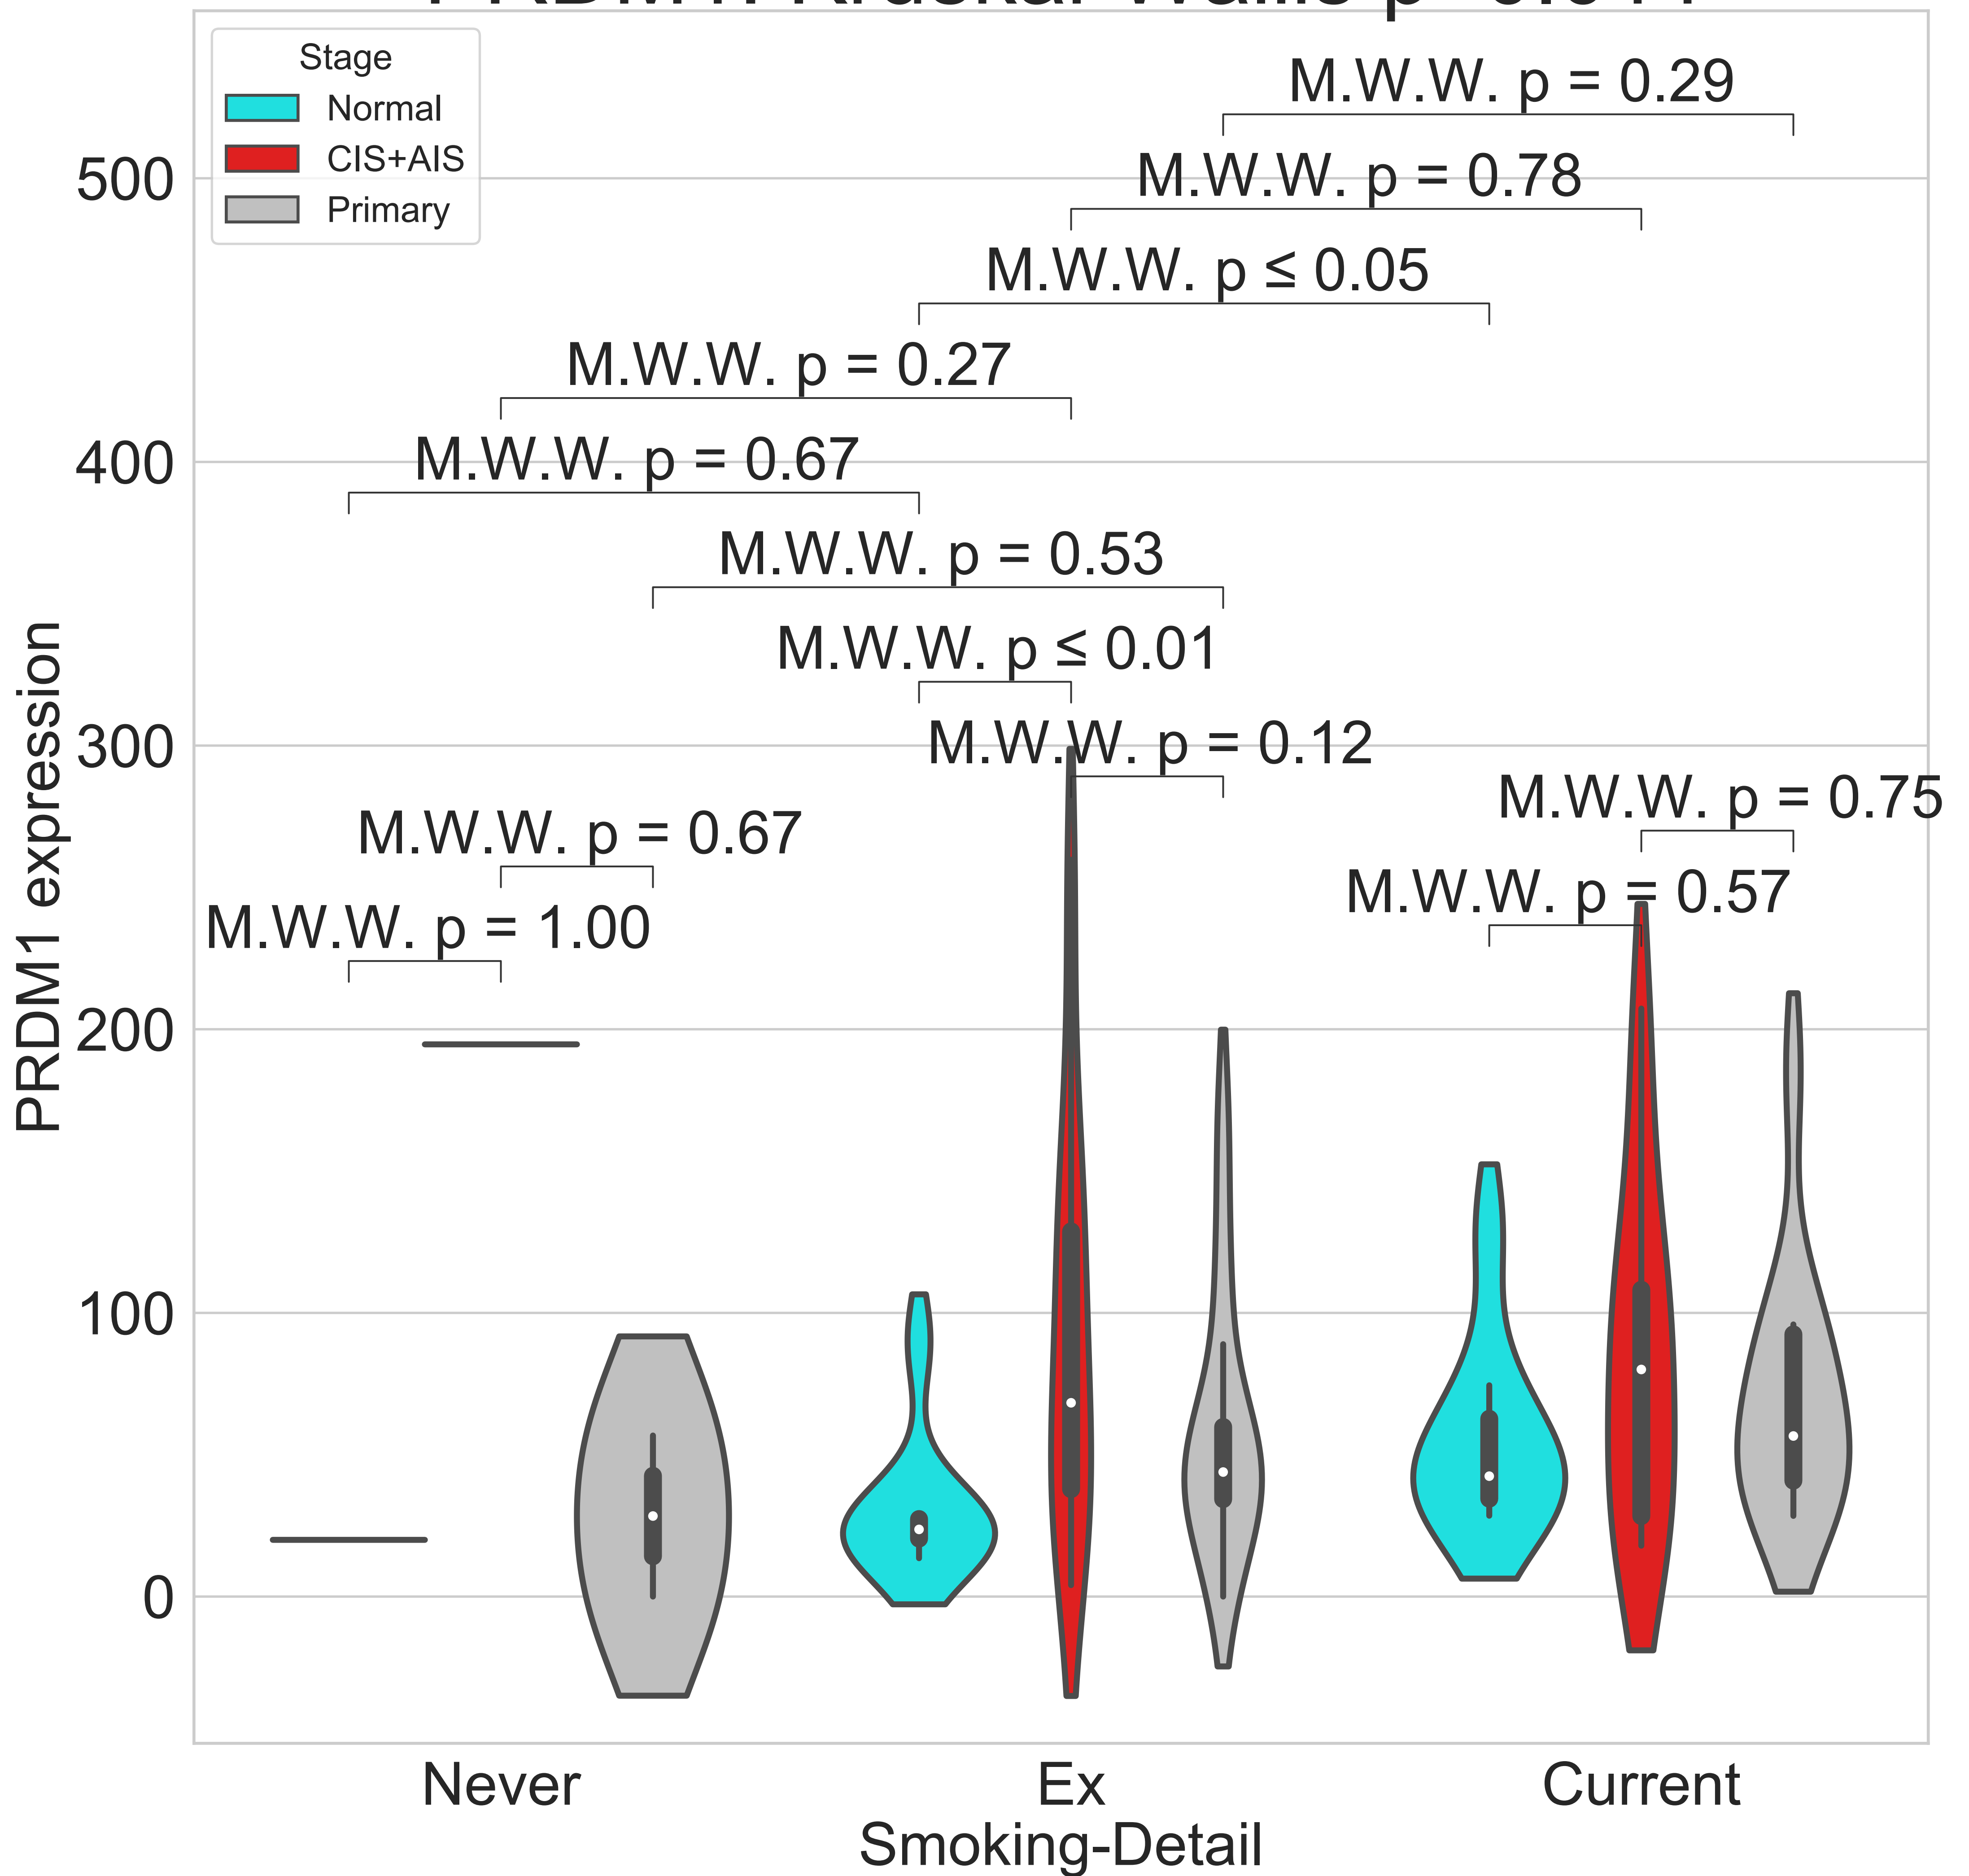 Stage
Normal
CIS+AIS
Primary
M.W.W. p = 0.29
M.W.W. p = 0.78
M.W.W. p ≤ 0.05
M.W.W. p = 0.27
M.W.W. p = 0.67
M.W.W. p = 0.53
M.W.W. p ≤ 0.01
M.W.W. p = 0.12
M.W.W. p = 0.75
M.W.W. p = 0.67
M.W.W. p = 0.57
M.W.W. p = 1.00
PRDM1 expression
500
400
300
200
100
0
Never
Ex
Current
Smoking-Detail